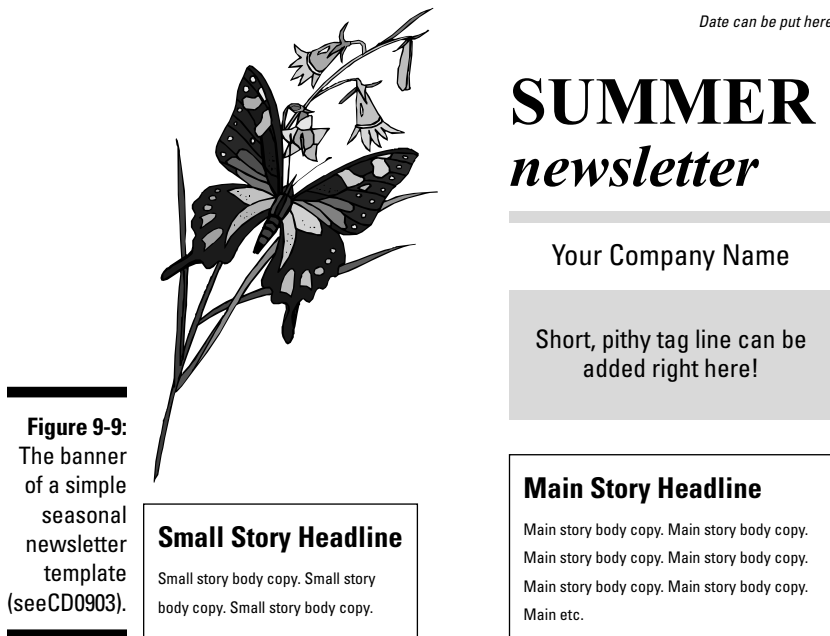 Date can be put here
SUMMER
newsletter
Your Company Name
Short, pithy tag line can be
added right here!
Figure 9-9:
The banner
of a simple
seasonal
newsletter
template
(seeCD0903).
Small Story Headline
Small story body copy. Small story
body copy. Small story body copy.
Main Story Headline
Main story body copy. Main story body copy.
Main story body copy. Main story body copy.
Main story body copy. Main story body copy.
Main etc.